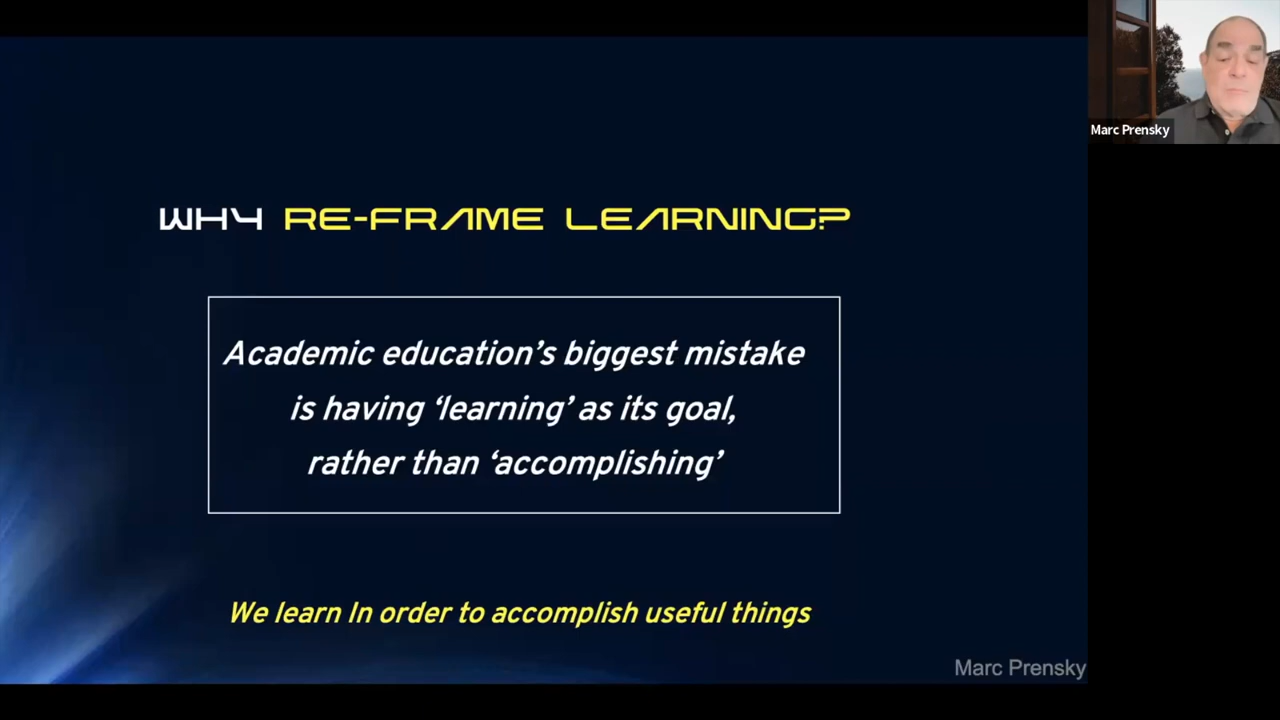 Marc Prensky
WHY RE-FRAME LEARNING?
Academic education’s biggest mistake
is having ‘learning’ as its goal,
rather than ‘accomplishing’
We learn In order to accomplish useful things
Marc Prensky